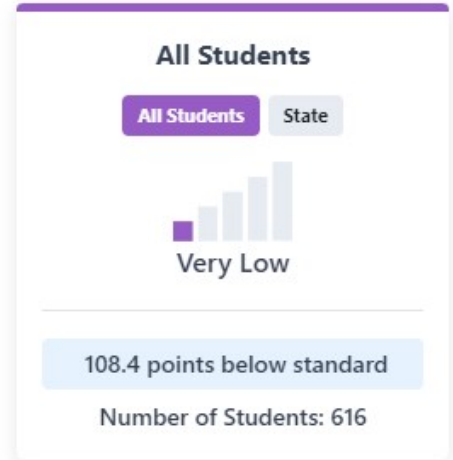 All Students
All Students State
Very Low
108.4 points below standard
Number of Students: 616